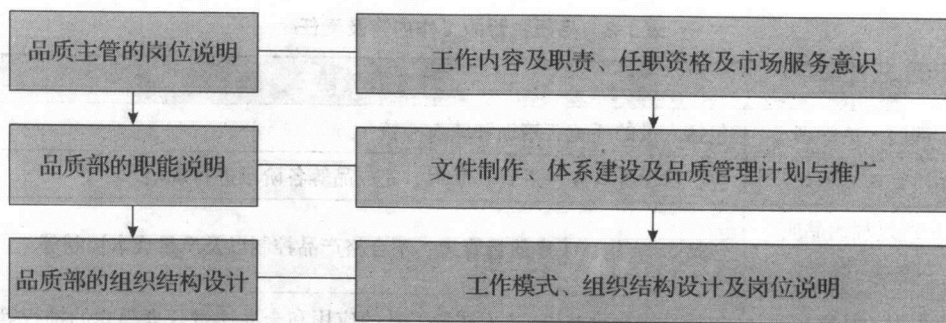 品质主管的岗位说明
工作内容及职责、任职资格及市场服务意识
品质部的职能说明
文件制作、体系建设及品质管理计划与推广
品质部的组织结构设计
工作模式、组织结构设计及岗位说明